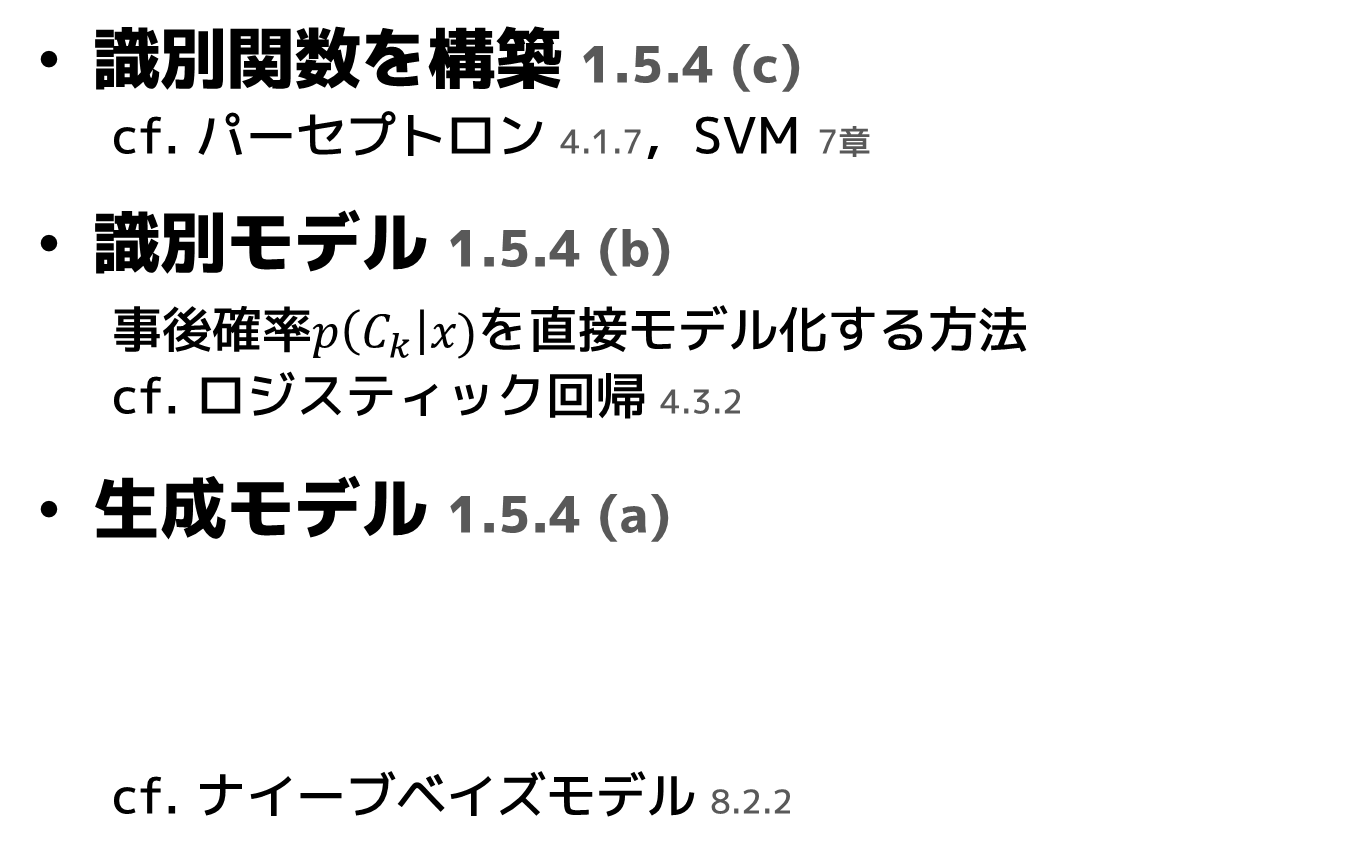 • 識別関数を構築 1.5.4 (c)
cf. パーセプトロン 4.1.7, SVM 7章
• 識別モデル 1.5.4 (b)
事後確率p(C_k|x)を直接モデル化する方法
cf. ロジスティック回帰 4.3.2
• 生成モデル 1.5.4 (a)
cf. ナイーブベイズモデル 8.2.2